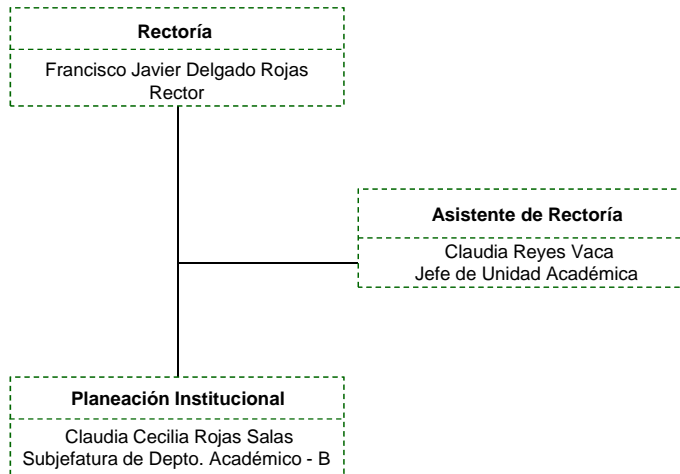 Rectoría
Francisco Javier Delgado Rojas
Rector
Asistente de Rectoría
Claudia Reyes Vaca
Jefe de Unidad Académica
Planeación Institucional
Claudia Cecilia Rojas Salas
Subjefatura de Depto. Académico - B